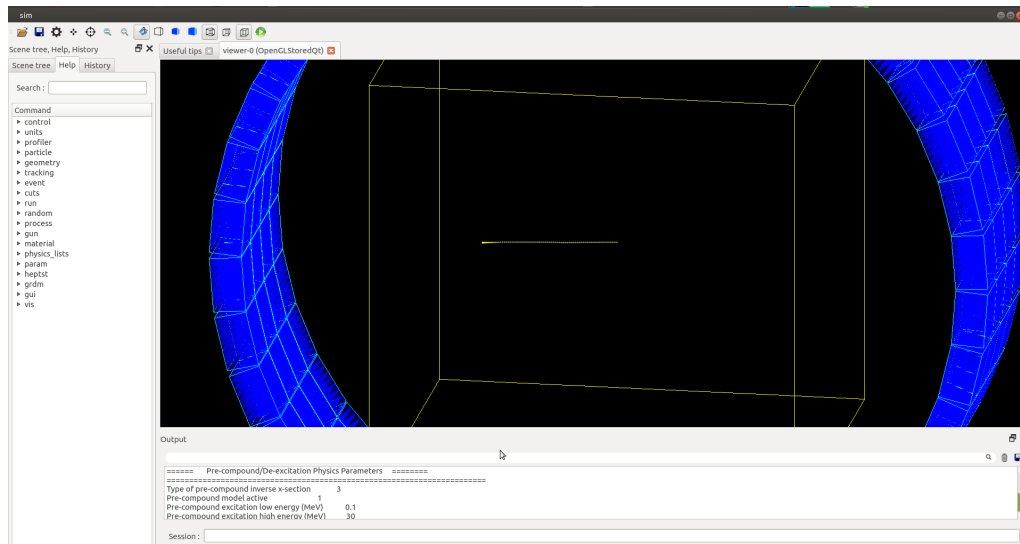 sim
Scene tree, Help, History
Useful tips
viewer-0 (OpenGLStoredQt)
Scene tree
Help
History
Search :
Command
control
units
profiler
particle
geometry
tracking
event
cuts
run
random
process
gun
material
physics_lists
param
heptst
grdm
gui
vis
Output
====== Pre-compound/De-excitation Physics Parameters ========
=======================================================================
Type of pre-compound inverse x-section 3
Pre-compound model active 1
Pre-compound excitation low energy (MeV) 0.1
Pre-compound excitation high energy (MeV) 30
Session :